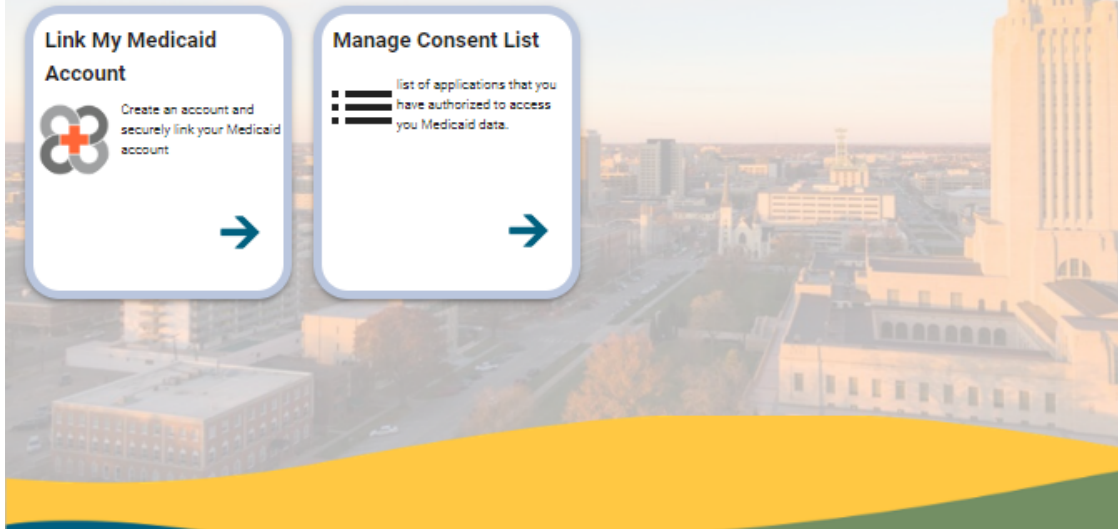 Link My Medicaid
Account
Create an account and
securely link your Medicaid
account
Manage Consent List
list of applications that you
have authorized to access
you Medicaid data.